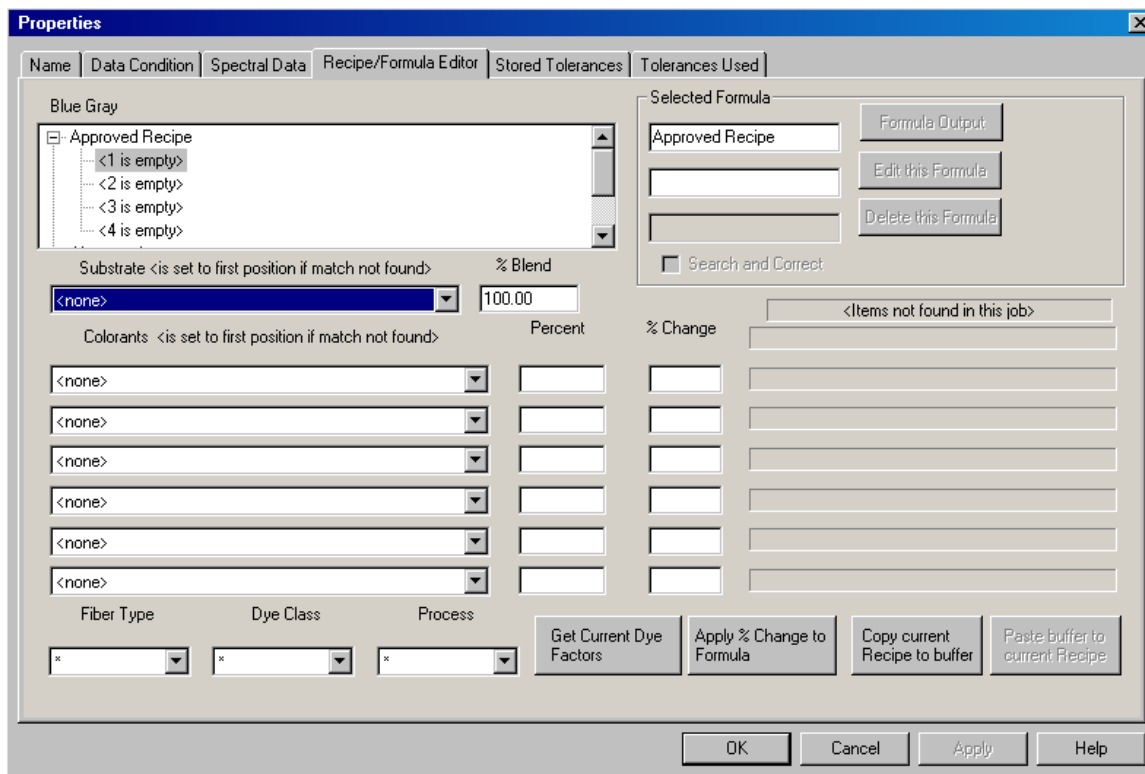 Properties
Name Data Condition Spectral Data Recipe/Formula Editor Stored Tolerances Tolerances Used
Blue Gray
Approved Recipe
<1 is empty>
<2 is empty>
<3 is empty>
<4 is empty>
Selected Formula
Approved Recipe
Formula Output
Edit this Formula
Delete this Formula
Search and Correct
Substrate <is set to first position if match not found>
% Blend
<none>
100.00
<Items not found in this job>
Colorants <is set to first position if match not found>
Percent
% Change
<none>
<none>
<none>
<none>
<none>
<none>
Fiber Type
Dye Class
Process
*
*
*
Get Current Dye
Factors
Apply % Change to
Formula
Copy current
Recipe to buffer
Paste buffer to
current Recipe
OK
Cancel
Apply
Help